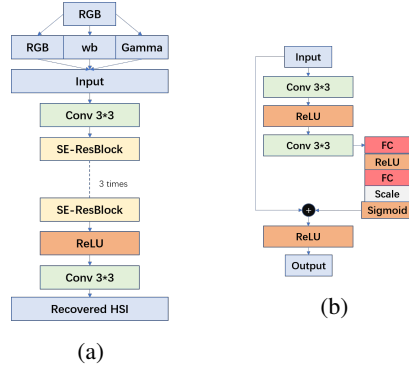 RGB
RGB wb Gamma
Input
Conv 3*3
SE-ResBlock
3 times
SE-ResBlock
ReLU
Conv 3*3
Recovered HSI
(a)
Input
Conv 3*3
ReLU
Conv 3*3
FC
ReLU
FC
Scale
Sigmoid
+
ReLU
Output
(b)